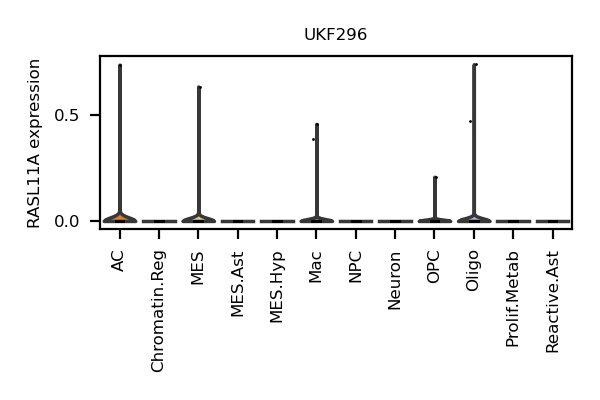 UKF296
RASL11A expression
0.5
0.0
AC
Chromatin.Reg
MES
MES.Ast
MES.Hyp
Mac
NPC
Neuron
OPC
Oligo
Prolif.Metab
Reactive.Ast